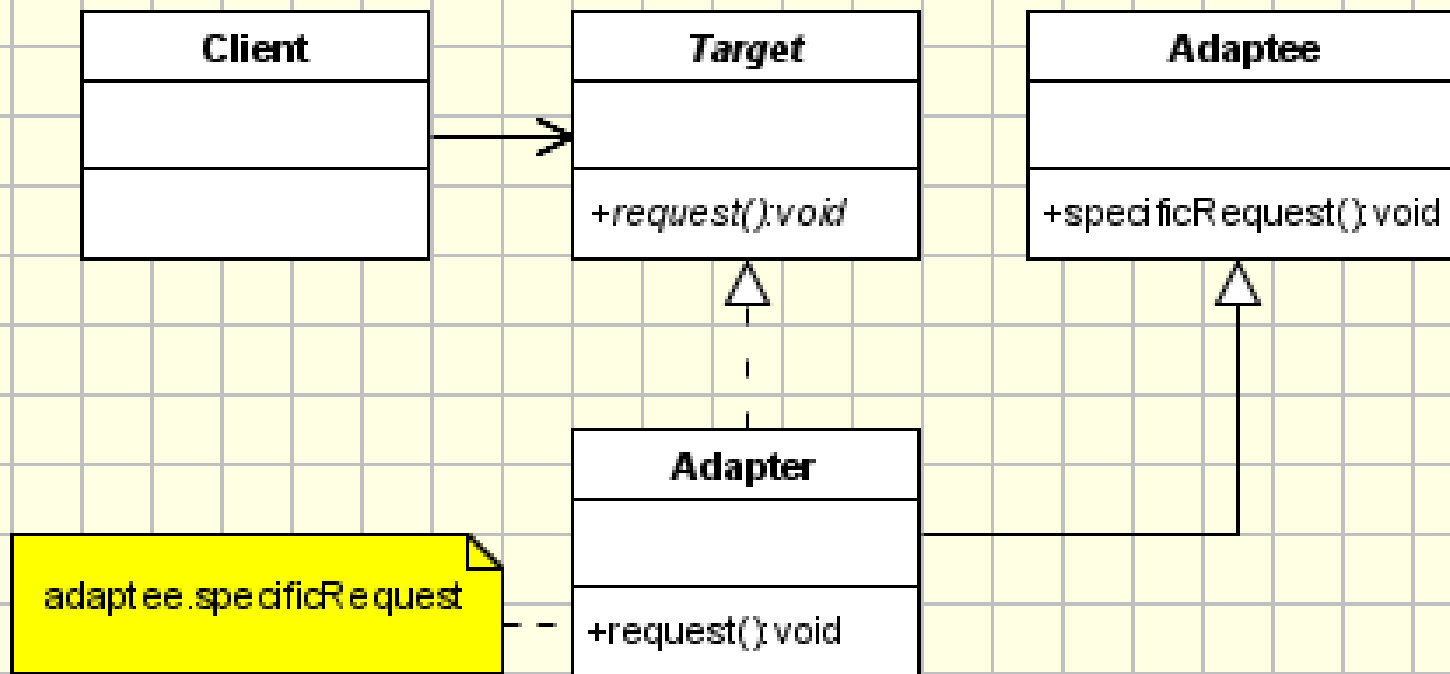 Client
Target
Adaptee
+request():void
+specificRequest():void
Adapter
adaptee.specificRequest
+request():void